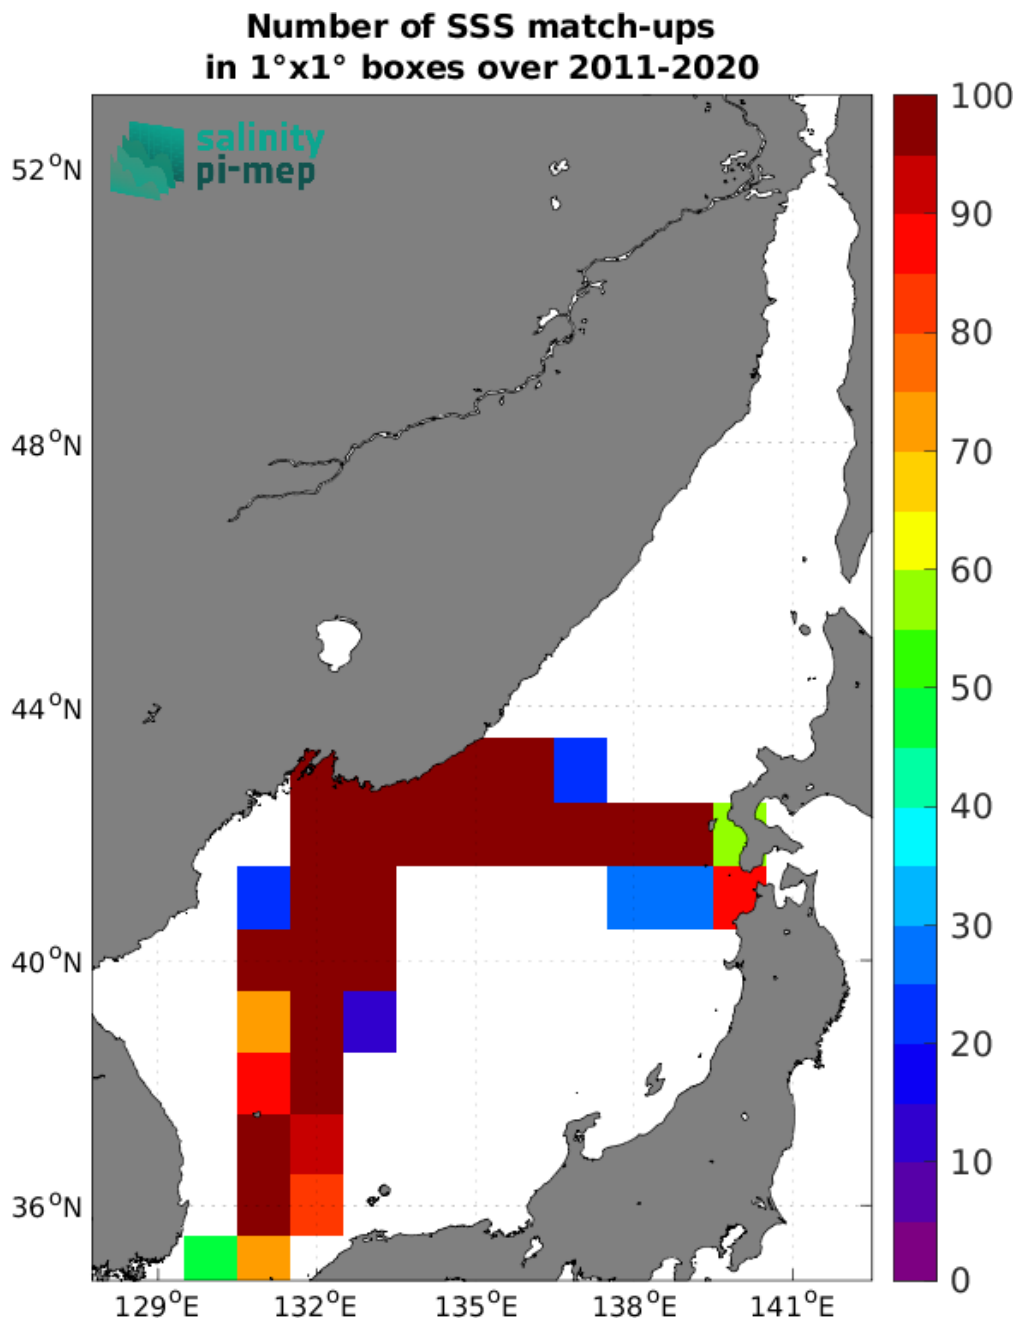 Number of SSS match-ups
in 1°x1° boxes over 2011-2020
salinity
pi-mep
52°N
48°N
44°N
40°N
36°N
129°E
132°E
135°E
138°E
141°E
100
90
80
70
60
50
40
30
20
10
0